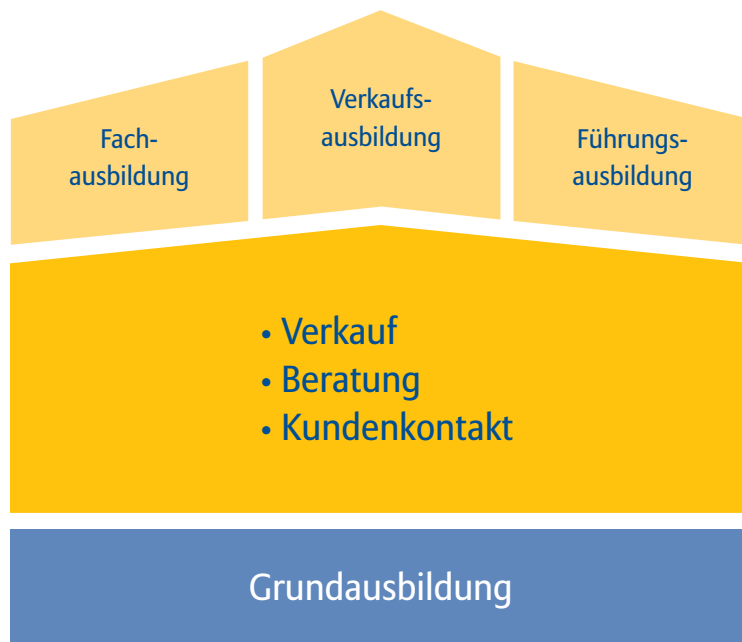 Fach-
ausbildung
Verkaufs-
ausbildung
Führungs-
ausbildung
• Verkauf
• Beratung
• Kundenkontakt
Grundausbildung